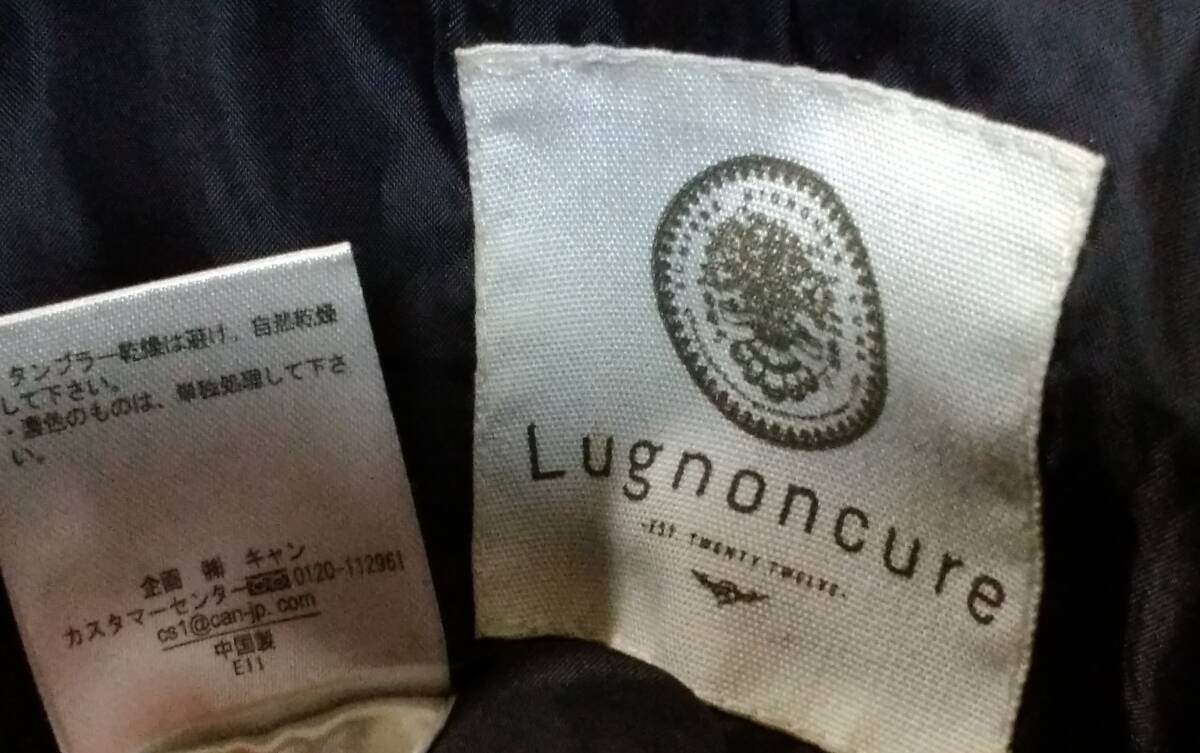 ・タンブラー乾燥は避け、自然乾燥
して下さい。
・濃色のものは、単独処理して下さ
い。
企画 ㈱ キャン
カスタマーセンター 0120-112961
cs1@can-jp.com
中国製
E11
Lugnoncure
-EST TWENTY TWELVE-